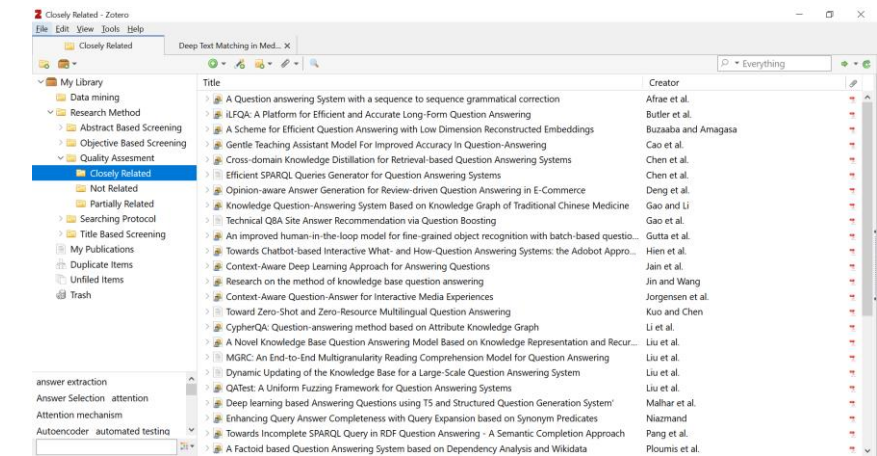 Closely Related - Zotero
File Edit View Tools Help
Closely Related
Deep Text Matching in Med...
Everything
My Library
Data mining
Research Method
Abstract Based Screening
Objective Based Screening
Quality Assesment
Closely Related
Not Related
Partially Related
Searching Protocol
Title Based Screening
My Publications
Duplicate Items
Unfiled Items
Trash
answer extraction
Answer Selection attention
Attention mechanism
Autoencoder automated testing
Title Creator
A Question answering System with a sequence to sequence grammatical correction Afrae et al.
iLFQA: A Platform for Efficient and Accurate Long-Form Question Answering Butler et al.
A Scheme for Efficient Question Answering with Low Dimension Reconstructed Embeddings Buzaaba and Amagasa
Gentle Teaching Assistant Model For Improved Accuracy In Question-Answering Cao et al.
Cross-domain Knowledge Distillation for Retrieval-based Question Answering Systems Chen et al.
Efficient SPARQL Queries Generator for Question Answering Systems Chen et al.
Opinion-aware Answer Generation for Review-driven Question Answering in E-Commerce Deng et al.
Knowledge Question-Answering System Based on Knowledge Graph of Traditional Chinese Medicine Gao and Li
Technical Q&A Site Answer Recommendation via Question Boosting Gao et al.
An improved human-in-the-loop model for fine-grained object recognition with batch-based questio... Gutta et al.
Towards Chatbot-based Interactive What- and How-Question Answering Systems: the Adobot Appro... Hien et al.
Context-Aware Deep Learning Approach for Answering Questions Jain et al.
Research on the method of knowledge base question answering Jin and Wang
Context-Aware Question-Answer for Interactive Media Experiences Jorgensen et al.
Toward Zero-Shot and Zero-Resource Multilingual Question Answering Kuo and Chen
CypherQA: Question-answering method based on Attribute Knowledge Graph Li et al.
A Novel Knowledge Base Question Answering Model Based on Knowledge Representation and Recur... Liu et al.
MGRC: An End-to-End Multigranularity Reading Comprehension Model for Question Answering Liu et al.
Dynamic Updating of the Knowledge Base for a Large-Scale Question Answering System Liu et al.
QATest: A Uniform Fuzzing Framework for Question Answering Systems Liu et al.
Deep learning based Answering Questions using T5 and Structured Question Generation System' Malhar et al.
Enhancing Query Answer Completeness with Query Expansion based on Synonym Predicates Niazmand
Towards Incomplete SPARQL Query in RDF Question Answering - A Semantic Completion Approach Pang et al.
A Factoid based Question Answering System based on Dependency Analysis and Wikidata Ploumis et al.